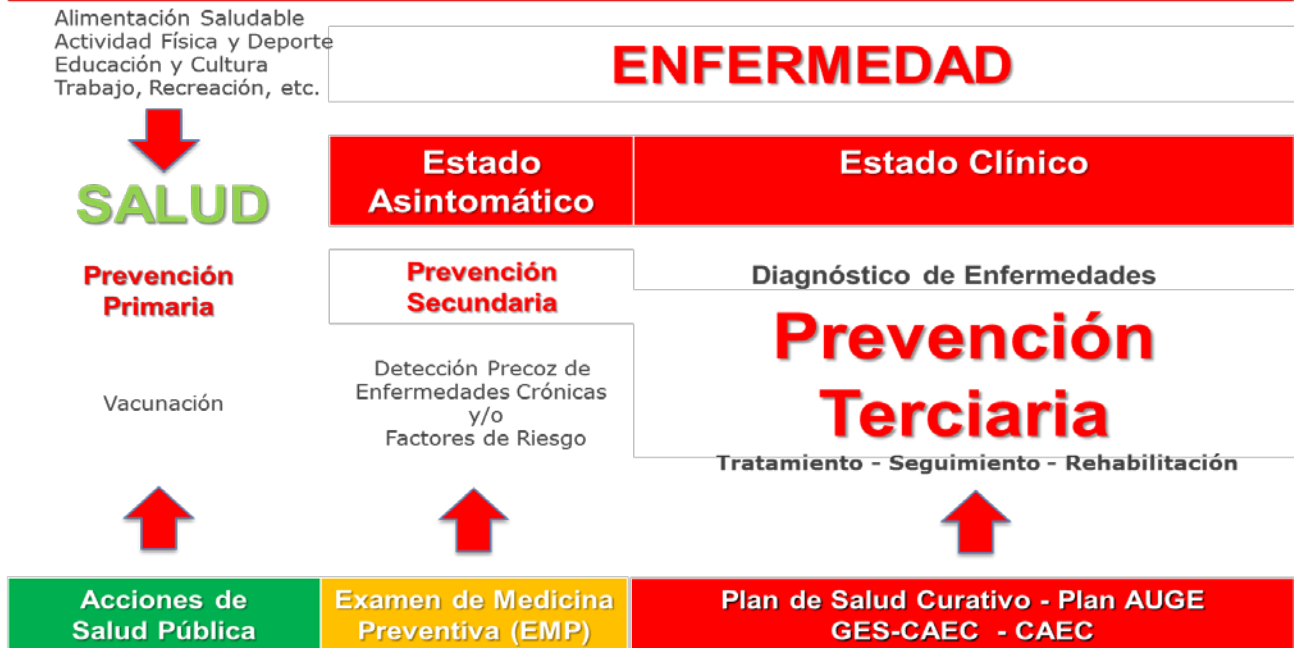 Alimentación Saludable
Actividad Física y Deporte
Educación y Cultura
Trabajo, Recreación, etc.
ENFERMEDAD
SALUD
Estado
Asintomático
Estado Clínico
Prevención
Primaria
Prevención
Secundaria
Diagnóstico de Enfermedades
Prevención
Terciaria
Vacunación
Detección Precoz de
Enfermedades Crónicas
y/o
Factores de Riesgo
Tratamiento - Seguimiento - Rehabilitación
Acciones de
Salud Pública
Examen de Medicina
Preventiva (EMP)
Plan de Salud Curativo - Plan AUGE
GES-CAEC - CAEC